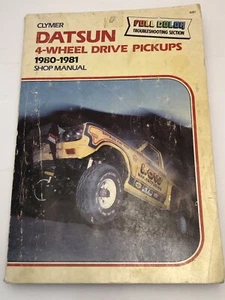 CLYMER
FULL COLOR
TROUBLESHOOTING SECTION
DATSUN
4-WHEEL DRIVE PICKUPS
1980-1981
SHOP MANUAL